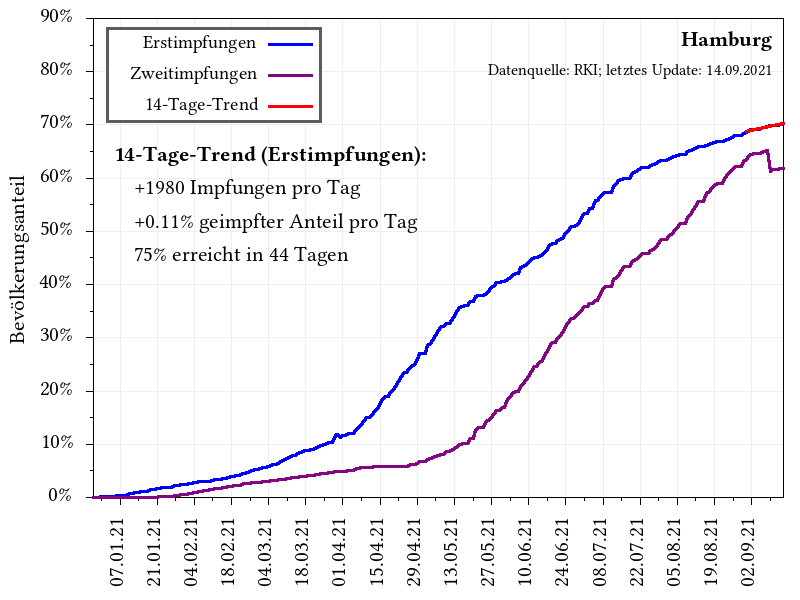 Hamburg
Datenquelle: RKI; letztes Update: 14.09.2021
Erstimpfungen
Zweitimpfungen
14-Tage-Trend
14-Tage-Trend (Erstimpfungen):
+1980 Impfungen pro Tag
+0.11% geimpfter Anteil pro Tag
75% erreicht in 44 Tagen
Bevölkerungsanteil
90%
80%
70%
60%
50%
40%
30%
20%
10%
0%
07.01.21
21.01.21
04.02.21
18.02.21
04.03.21
18.03.21
01.04.21
15.04.21
29.04.21
13.05.21
27.05.21
10.06.21
24.06.21
08.07.21
22.07.21
05.08.21
19.08.21
02.09.21